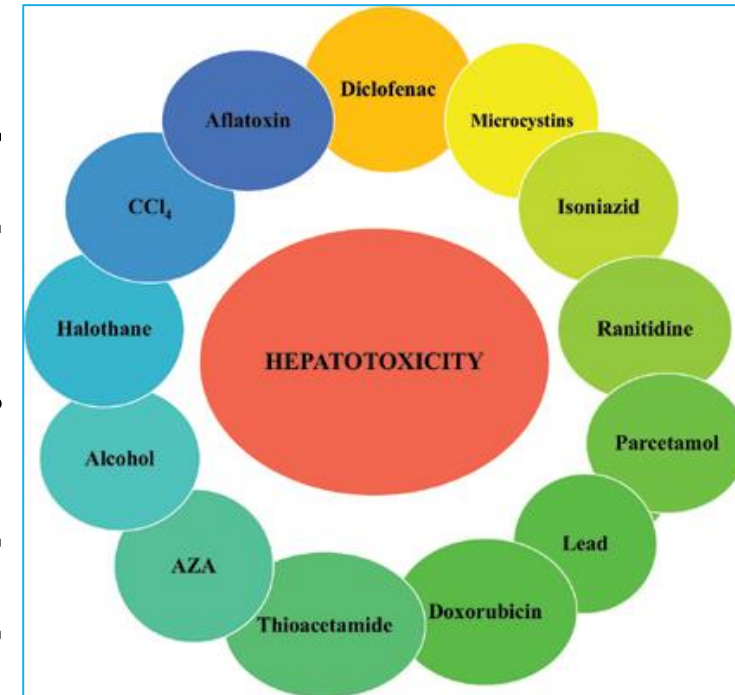 Diclofenac
Microcystins
Isoniazid
Ranitidine
Parcetamol
Lead
Doxorubicin
Thioacetamide
AZA
Alcohol
Halothane
CCl₄
Aflatoxin
HEPATOTOXICITY